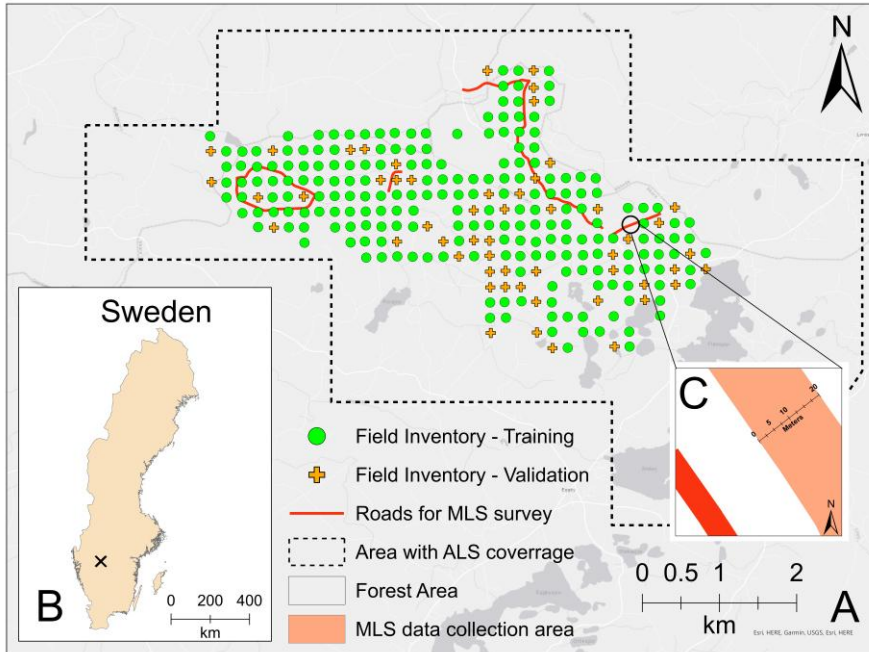 N
Sweden
B
0 200 400
km
Field Inventory - Training
Field Inventory - Validation
Roads for MLS survey
Area with ALS coverrage
Forest Area
MLS data collection area
C
0 5 10 20
Meters
N
0 0.5 1 2
km
A
Esri, HERE, Garmin, USGS, Esri, HERE